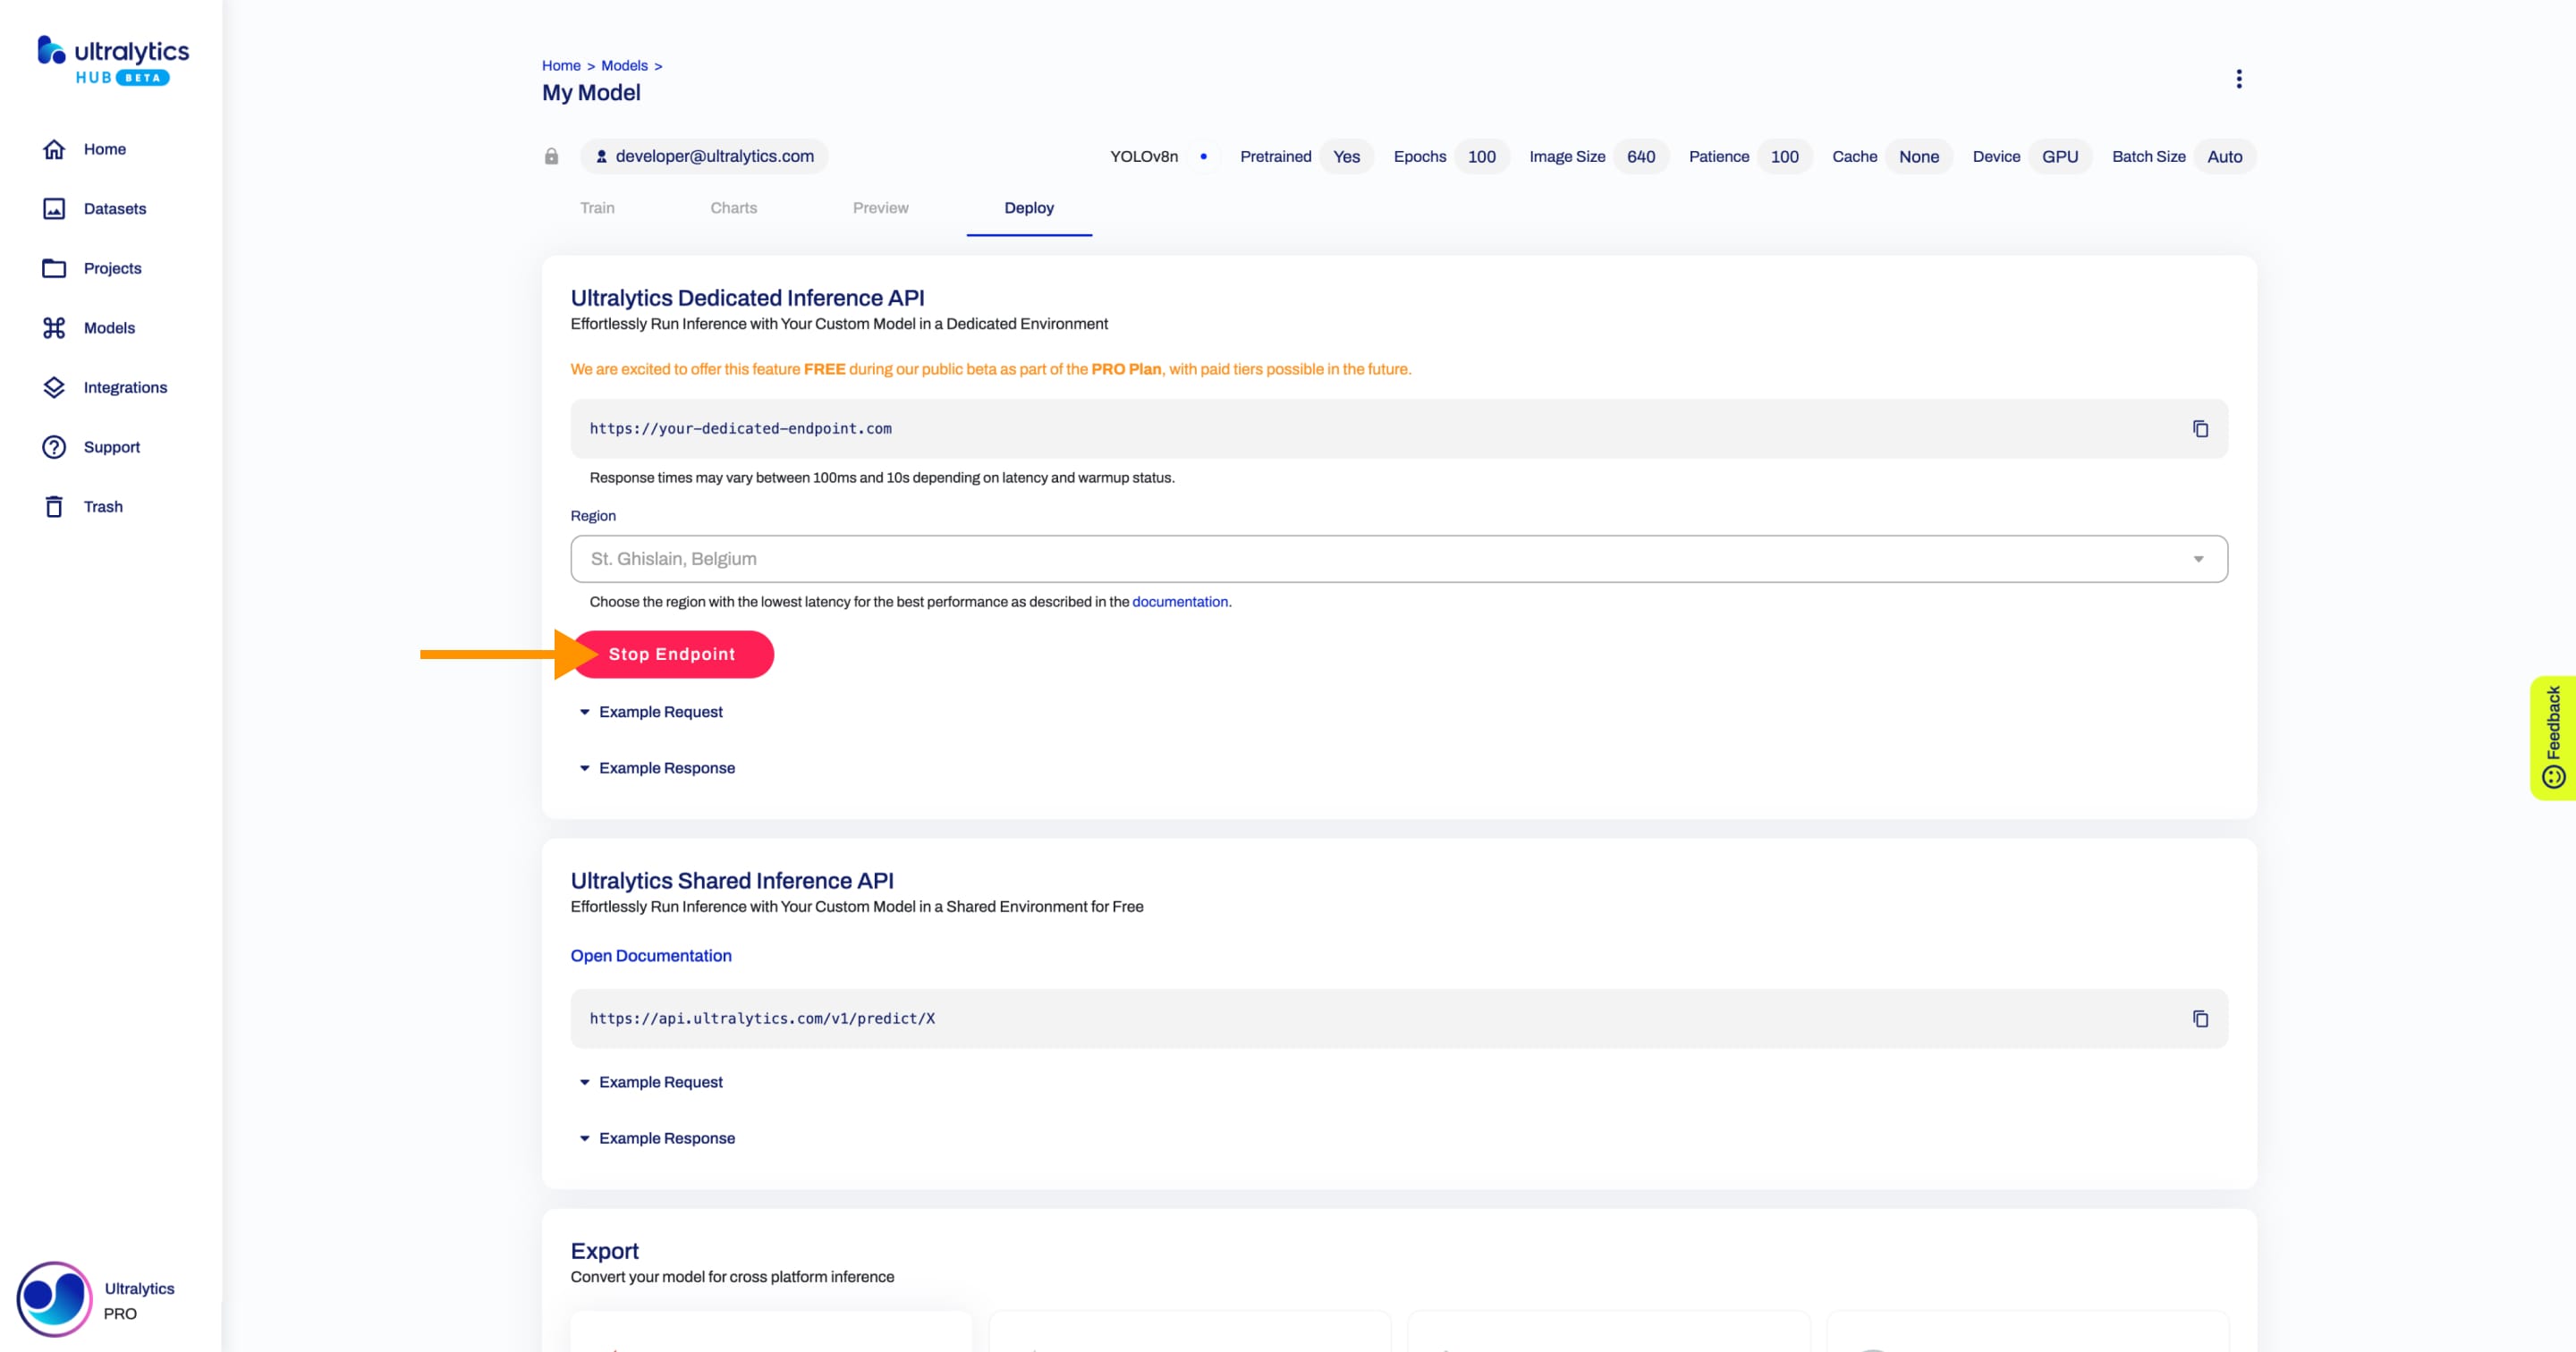 ultralytics
HUB BETA
Home
Datasets
Projects
Models
Integrations
Support
Trash
Ultralytics
PRO
Home > Models >
My Model
developer@ultralytics.com
YOLOv8n
Pretrained Yes
Epochs 100
Image Size 640
Patience 100
Cache None
Device GPU
Batch Size Auto
Train
Charts
Preview
Deploy
Ultralytics Dedicated Inference API
Effortlessly Run Inference with Your Custom Model in a Dedicated Environment
We are excited to offer this feature FREE during our public beta as part of the PRO Plan, with paid tiers possible in the future.
https://your-dedicated-endpoint.com
Response times may vary between 100ms and 10s depending on latency and warmup status.
Region
St. Ghislain, Belgium
Choose the region with the lowest latency for the best performance as described in the documentation.
Stop Endpoint
Example Request
Example Response
Ultralytics Shared Inference API
Effortlessly Run Inference with Your Custom Model in a Shared Environment for Free
Open Documentation
https://api.ultralytics.com/v1/predict/X
Example Request
Example Response
Export
Convert your model for cross platform inference
Feedback